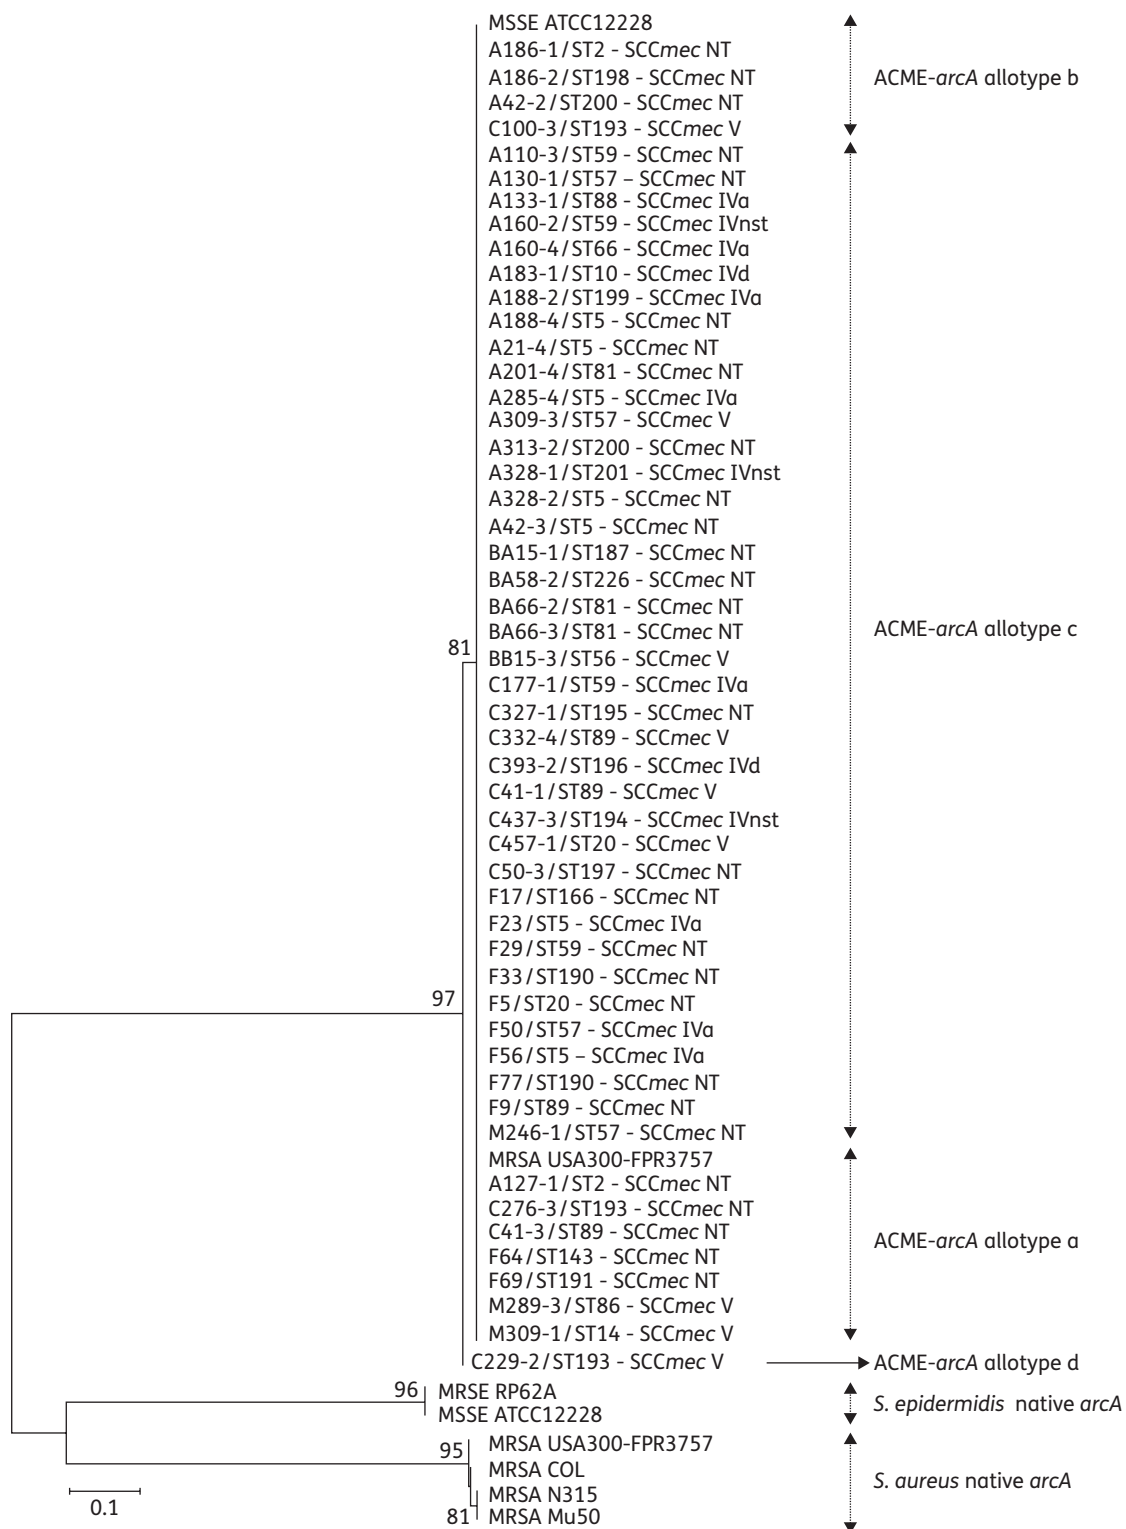 MSSE ATCC12228
A186-1/ST2 - SCCmec NT
A186-2/ST198 - SCCmec NT
ACME-arcA allotype b
A42-2/ST200 - SCCmec NT
C100-3/ST193 - SCCmec V
A110-3/ST59 - SCCmec NT
A130-1/ST57 – SCCmec NT
A133-1/ST88 - SCCmec IVa
A160-2/ST59 - SCCmec IVnst
A160-4/ST66 - SCCmec IVa
A183-1/ST10 - SCCmec IVd
A188-2/ST199 - SCCmec IVa
A188-4/ST5 - SCCmec NT
A21-4/ST5 - SCCmec NT
A201-4/ST81 - SCCmec NT
A285-4/ST5 - SCCmec IVa
A309-3/ST57 - SCCmec V
A313-2/ST200 - SCCmec NT
A328-1/ST201 - SCCmec IVnst
A328-2/ST5 - SCCmec NT
A42-3/ST5 - SCCmec NT
BA15-1/ST187 - SCCmec NT
BA58-2/ST226 - SCCmec NT
BA66-2/ST81 - SCCmec NT
BA66-3/ST81 - SCCmec NT
ACME-arcA allotype c
81
BB15-3/ST56 - SCCmec V
C177-1/ST59 - SCCmec IVa
C327-1/ST195 - SCCmec NT
C332-4/ST89 - SCCmec V
C393-2/ST196 - SCCmec IVd
C41-1/ST89 - SCCmec V
C437-3/ST194 - SCCmec IVnst
C457-1/ST20 - SCCmec V
C50-3/ST197 - SCCmec NT
F17/ST166 - SCCmec NT
F23/ST5 - SCCmec IVa
F29/ST59 - SCCmec NT
F33/ST190 - SCCmec NT
97
F5/ST20 - SCCmec NT
F50/ST57 - SCCmec IVa
F56/ST5 – SCCmec IVa
F77/ST190 - SCCmec NT
F9/ST89 - SCCmec NT
M246-1/ST57 - SCCmec NT
MRSA USA300-FPR3757
A127-1/ST2 - SCCmec NT
C276-3/ST193 - SCCmec NT
C41-3/ST89 - SCCmec NT
ACME-arcA allotype a
F64/ST143 - SCCmec NT
F69/ST191 - SCCmec NT
M289-3/ST86 - SCCmec V
M309-1/ST14 - SCCmec V
C229-2/ST193 - SCCmec V
ACME-arcA allotype d
96
MRSE RP62A
S. epidermidis native arcA
MSSE ATCC12228
MRSA USA300-FPR3757
95
MRSA COL
S. aureus native arcA
MRSA N315
0.1
81
MRSA Mu50